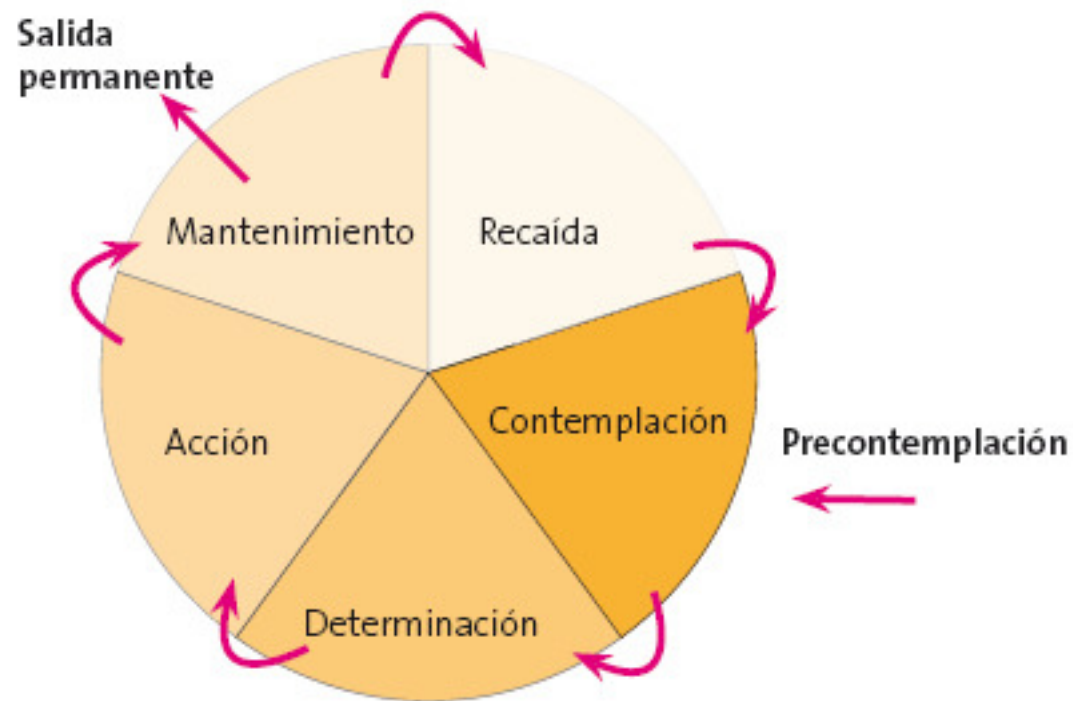 Salida
permanente
Mantenimiento
Recaída
Contemplación
Precontemplación
Acción
Determinación